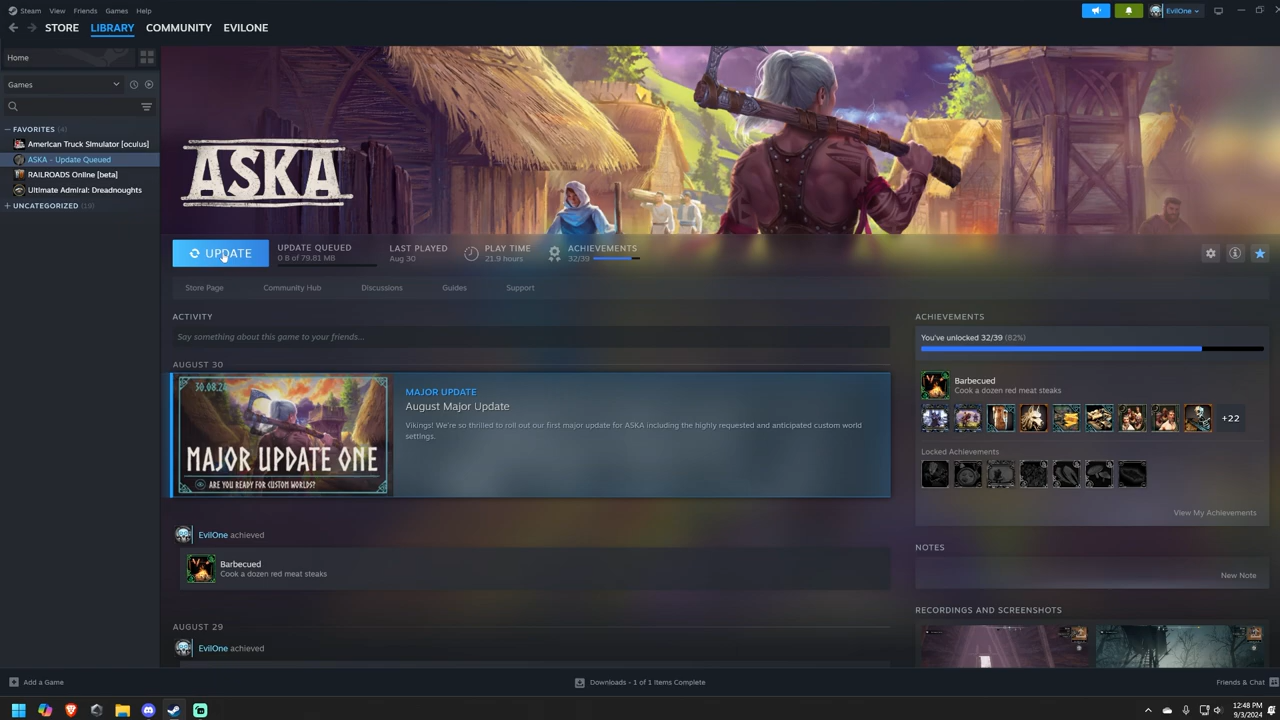 Steam View Friends Games Help
EvilOne
STORE LIBRARY COMMUNITY EVILONE
Home
Games
FAVORITES (4)
American Truck Simulator [oculus]
ASKA - Update Queued
RAILROADS Online [beta]
Ultimate Admiral: Dreadnoughts
UNCATEGORIZED (19)
ASKA
UPDATE
UPDATE QUEUED
0 B of 79.81 MB
LAST PLAYED
Aug 30
PLAY TIME
21.9 hours
ACHIEVEMENTS
32/39
Store Page Community Hub Discussions Guides Support
ACTIVITY
Say something about this game to your friends...
AUGUST 30
30.08.24
MAJOR UPDATE ONE
ARE YOU READY FOR CUSTOM WORLDS?
MAJOR UPDATE
August Major Update
Vikings! We're so thrilled to roll out our first major update for ASKA including the highly requested and anticipated custom world
settings.
EvilOne achieved
Barbecued
Cook a dozen red meat steaks
AUGUST 29
EvilOne achieved
ACHIEVEMENTS
You've unlocked 32/39 (82%)
Barbecued
Cook a dozen red meat steaks
+22
Locked Achievements
View My Achievements
NOTES
New Note
RECORDINGS AND SCREENSHOTS
Add a Game
Downloads - 1 of 1 Items Complete
Friends & Chat
12:48 PM
9/3/2024